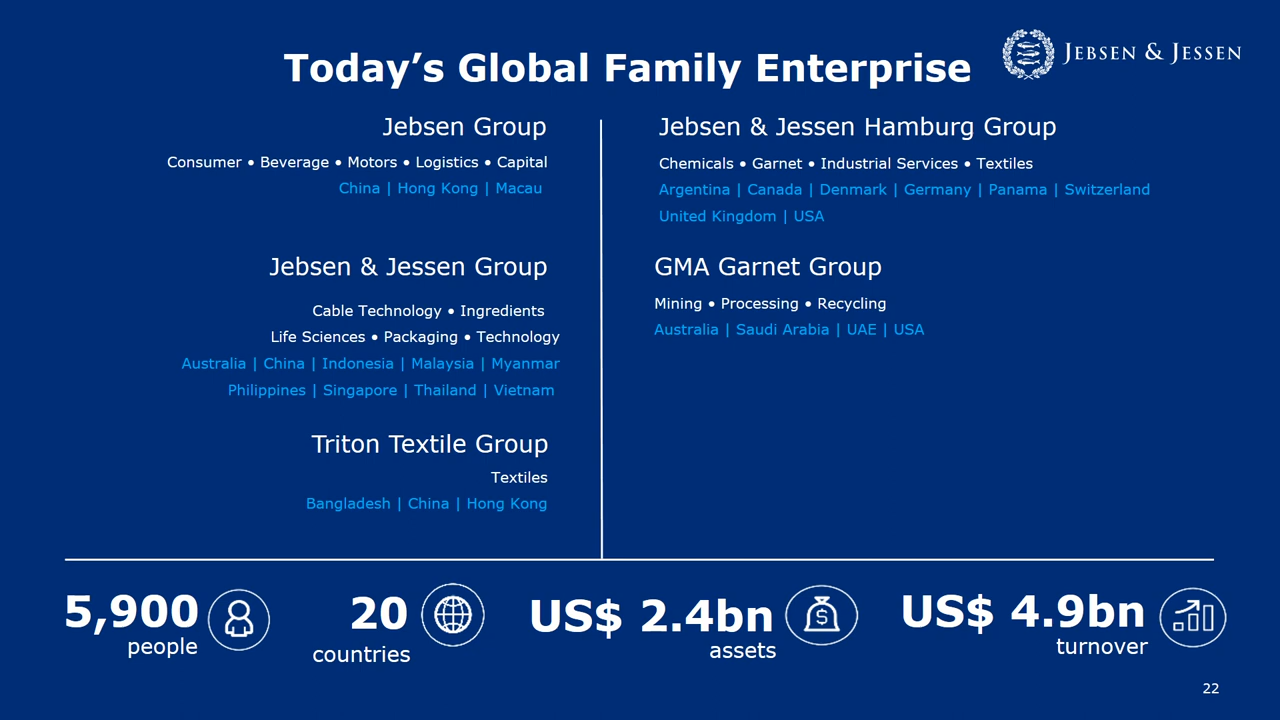 Today’s Global Family Enterprise
JEBSEN & JESSEN
Jebsen Group
Consumer • Beverage • Motors • Logistics • Capital
China | Hong Kong | Macau
Jebsen & Jessen Group
Cable Technology • Ingredients
Life Sciences • Packaging • Technology
Australia | China | Indonesia | Malaysia | Myanmar
Philippines | Singapore | Thailand | Vietnam
Triton Textile Group
Textiles
Bangladesh | China | Hong Kong
Jebsen & Jessen Hamburg Group
Chemicals • Garnet • Industrial Services • Textiles
Argentina | Canada | Denmark | Germany | Panama | Switzerland
United Kingdom | USA
GMA Garnet Group
Mining • Processing • Recycling
Australia | Saudi Arabia | UAE | USA
5,900
people
20
countries
US$ 2.4bn
$
assets
US$ 4.9bn
turnover
22